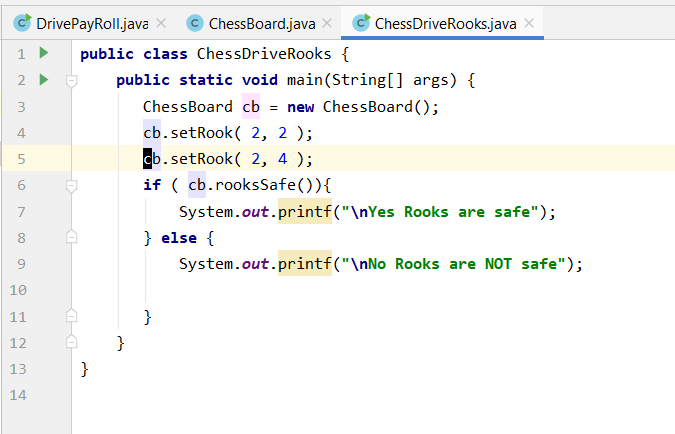 DrivePayRoll.java × ChessBoard.java × ChessDriveRooks.java ×
1 public class ChessDriveRooks {
2 public static void main(String[] args) {
3 ChessBoard cb = new ChessBoard();
4 cb.setRook( 2, 2 );
5 cb.setRook( 2, 4 );
6 if ( cb.rooksSafe()){
7 System.out.printf("\nYes Rooks are safe");
8 } else {
9 System.out.printf("\nNo Rooks are NOT safe");
10
11 }
12 }
13 }
14